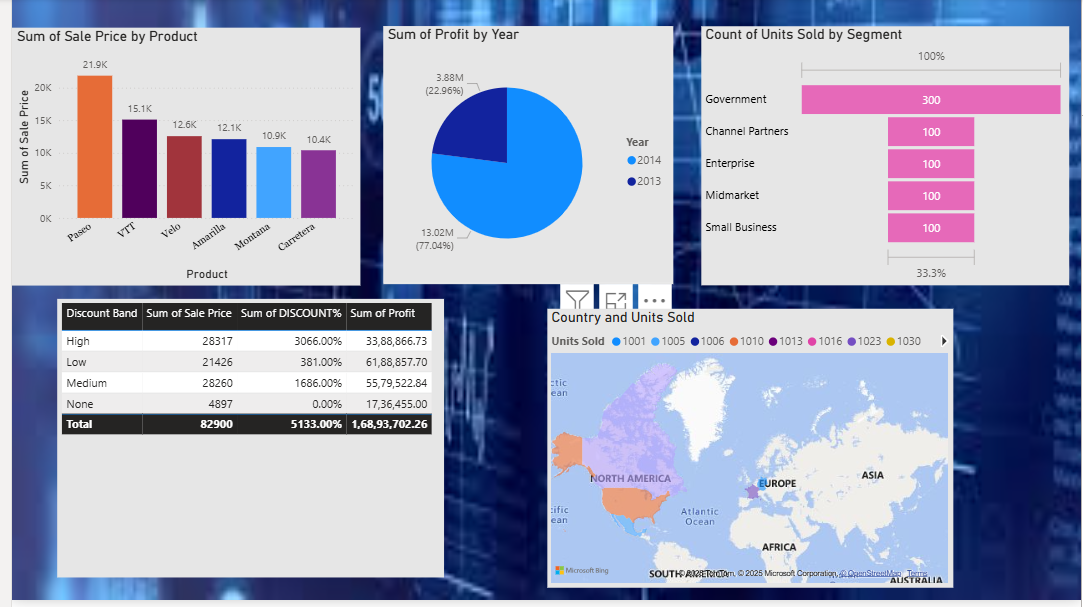 Sum of Sale Price by Product
Sum of Sale Price
20K
15K
10K
5K
0K
21.9K
15.1K
12.6K
12.1K
10.9K
10.4K
Paseo
VTT
Velo
Amarilla
Montana
Carretera
Product
Sum of Profit by Year
3.88M
(22.96%)
13.02M
(77.04%)
Year
2014
2013
Count of Units Sold by Segment
100%
Government 300
Channel Partners 100
Enterprise 100
Midmarket 100
Small Business 100
33.3%
Discount Band Sum of Sale Price Sum of DISCOUNT% Sum of Profit
High 28317 3066.00% 33,88,866.73
Low 21426 381.00% 61,88,857.70
Medium 28260 1686.00% 55,79,522.84
None 4897 0.00% 17,36,455.00
Total 82900 5133.00% 1,68,93,702.26
Country and Units Sold
Units Sold 1001 1005 1006 1010 1013 1016 1023 1030
ctic
ean
NORTH AMERICA
EUROPE
ASIA
cific
ean
Atlantic
Ocean
AFRICA
SOUTH AMERICA
AUSTRALIA
Microsoft Bing
© 2025 Microsoft Corporation, © OpenStreetMap Terms